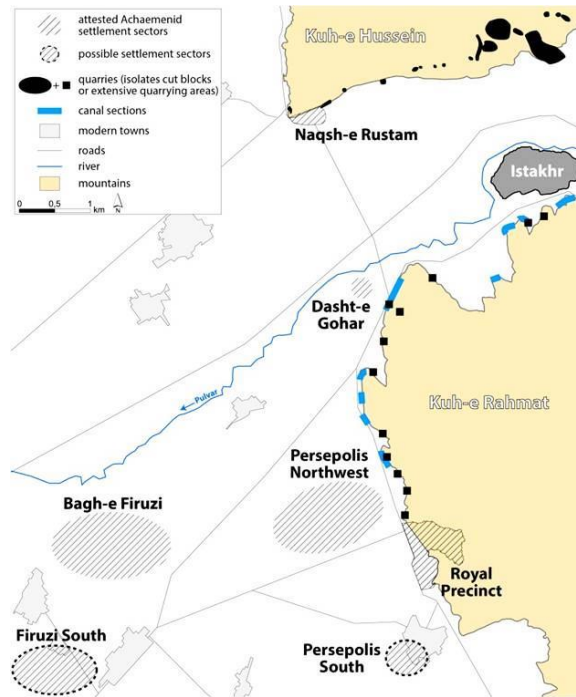 attested Achaemenid
settlement sectors
possible settlement sectors
quarries (isolates cut blocks
or extensive quarrying areas)
canal sections
modern towns
roads
river
mountains
0 0,5 1
km
N
Kuh-e Hussein
Naqsh-e Rustam
Istakhr
Dasht-e
Gohar
Pulvar
Kuh-e Rahmat
Persepolis
Northwest
Bagh-e Firuzi
Royal
Precinct
Firuzi South
Persepolis
South